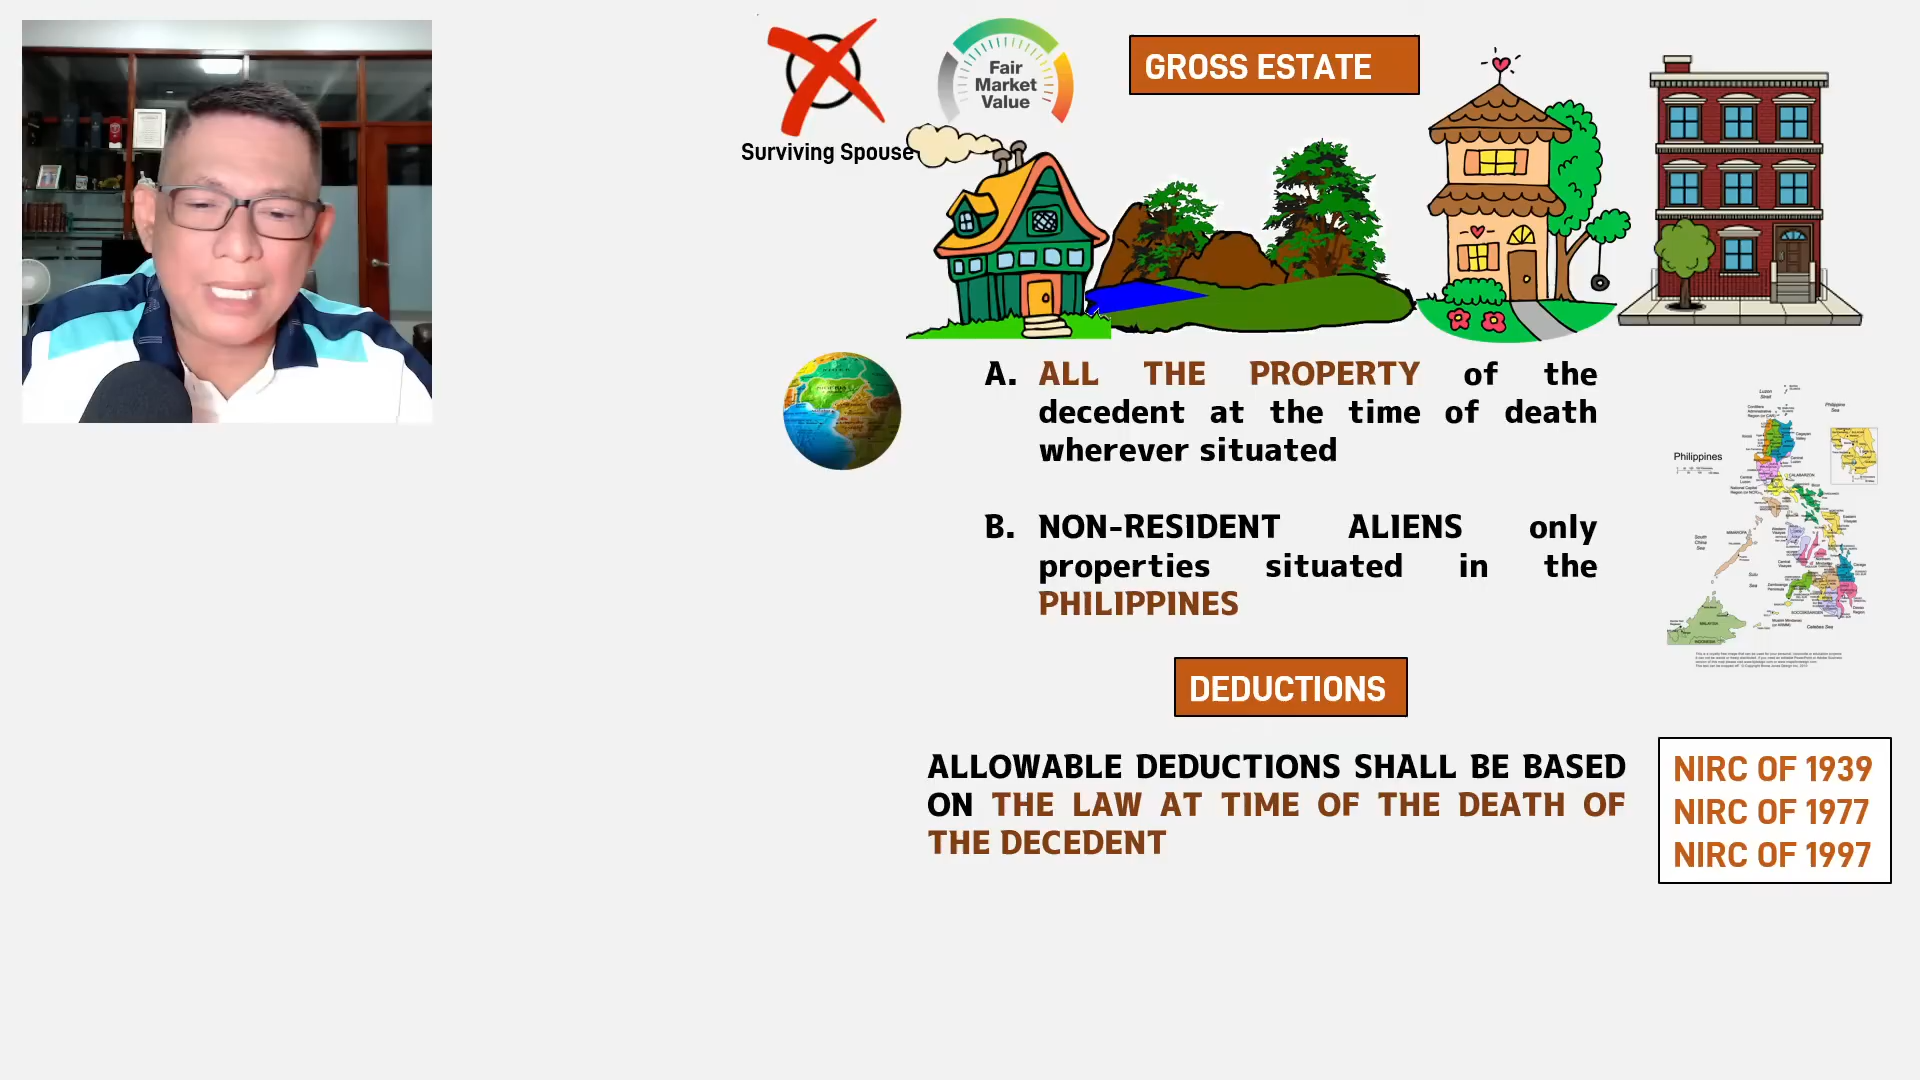 Fair
Market
Value
GROSS ESTATE
Surviving Spouse
A. ALL THE PROPERTY of the
decedent at the time of death
wherever situated
Philippines
B. NON-RESIDENT ALIENS only
properties situated in the
PHILIPPINES
DEDUCTIONS
ALLOWABLE DEDUCTIONS SHALL BE BASED
ON THE LAW AT TIME OF THE DEATH OF
THE DECEDENT
NIRC OF 1939
NIRC OF 1977
NIRC OF 1997